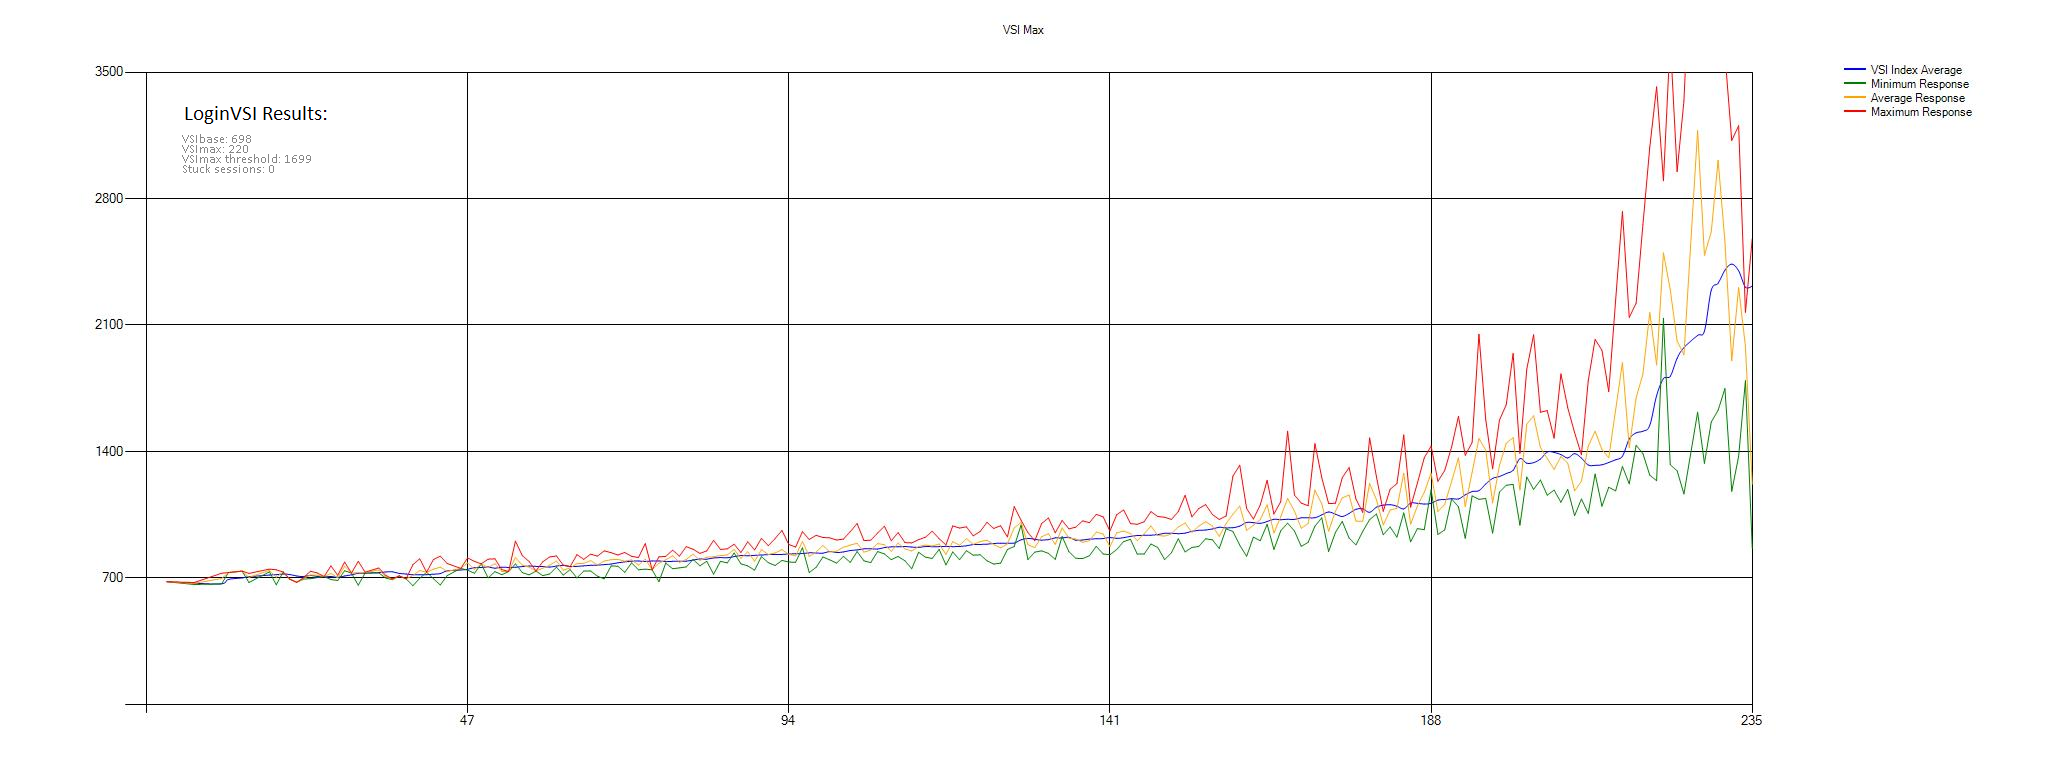 VSI Max
3500
2800
2100
1400
700
LoginVSI Results:
VSIbase: 698
VSImax: 220
VSImax threshold: 1699
Stuck sessions: 0
VSI Index Average
Minimum Response
Average Response
Maximum Response
47
94
141
188
235